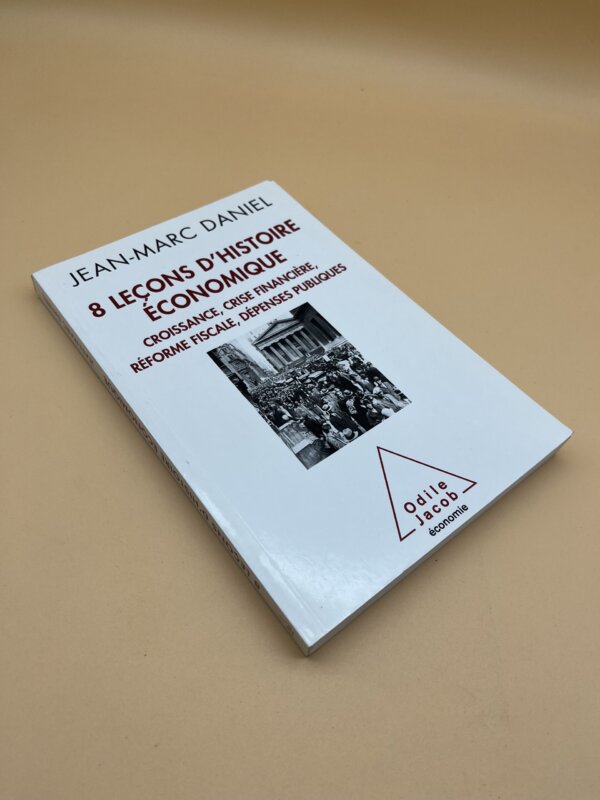 JEAN-MARC DANIEL
8 LEÇONS D'HISTOIRE
ÉCONOMIQUE
CROISSANCE, CRISE FINANCIÈRE,
RÉFORME FISCALE, DÉPENSES PUBLIQUES
Odile
Jacob
économie